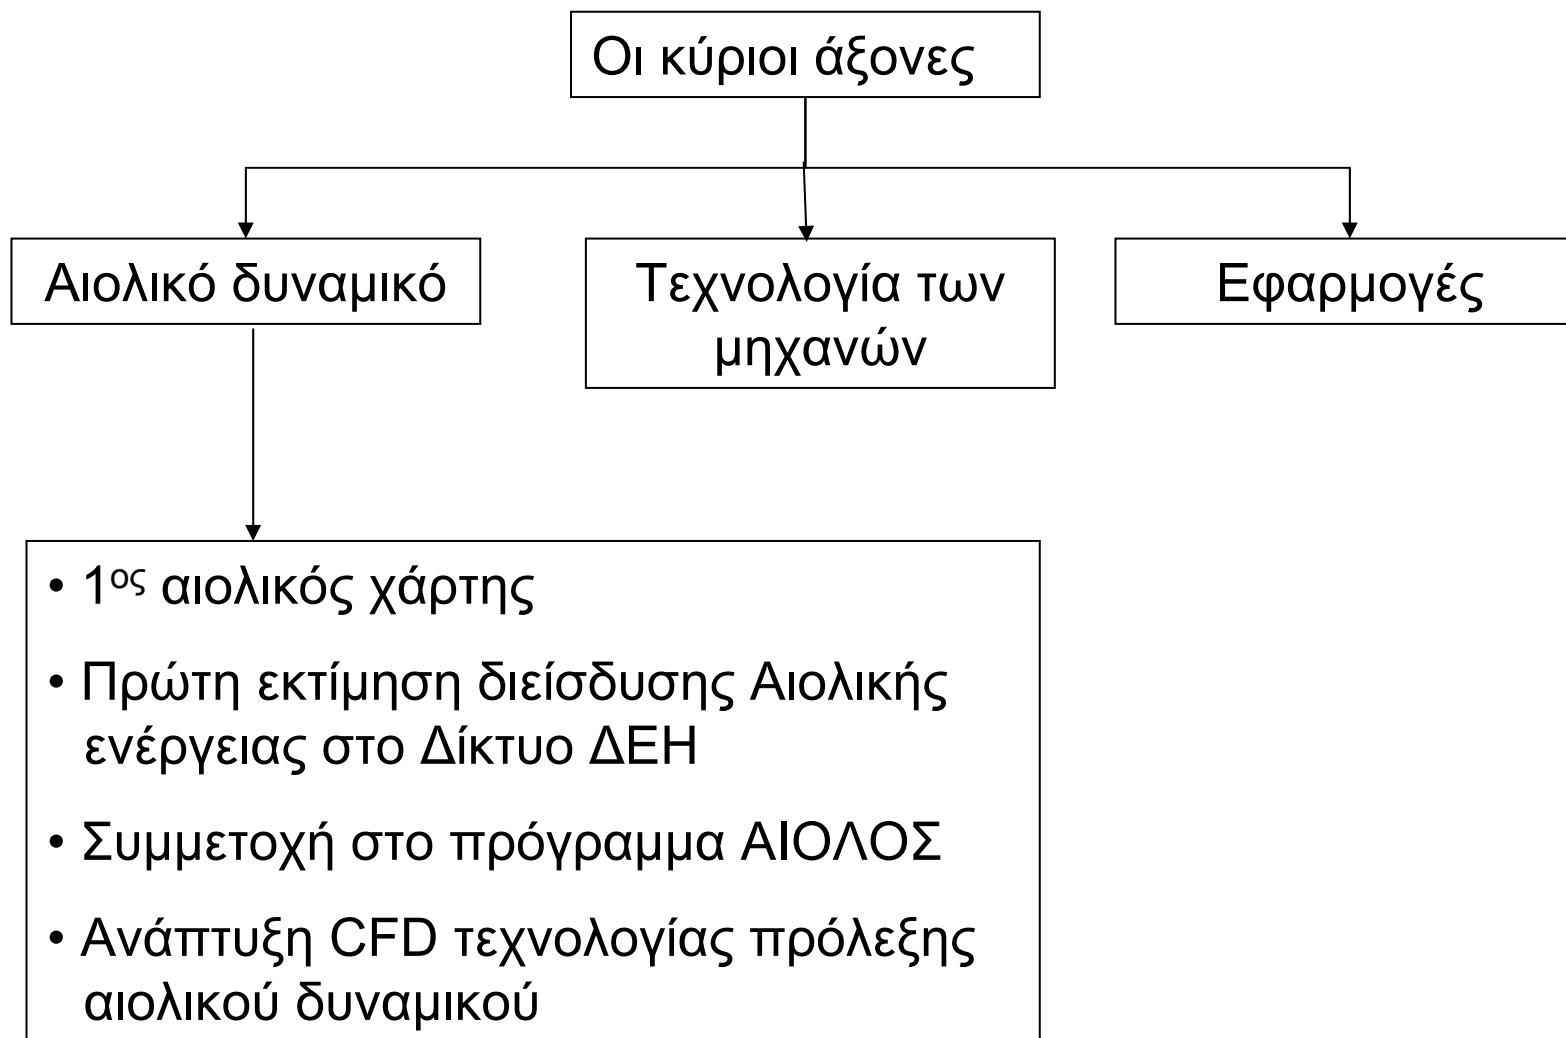 Οι κύριοι άξονες
Αιολικό δυναμικό
Τεχνολογία των
μηχανών
Εφαρμογές
• 1ος αιολικός χάρτης
• Πρώτη εκτίμηση διείσδυσης Αιολικής
ενέργειας στο Δίκτυο ΔΕΗ
• Συμμετοχή στο πρόγραμμα ΑΙΟΛΟΣ
• Ανάπτυξη CFD τεχνολογίας πρόλεξης
αιολικού δυναμικού